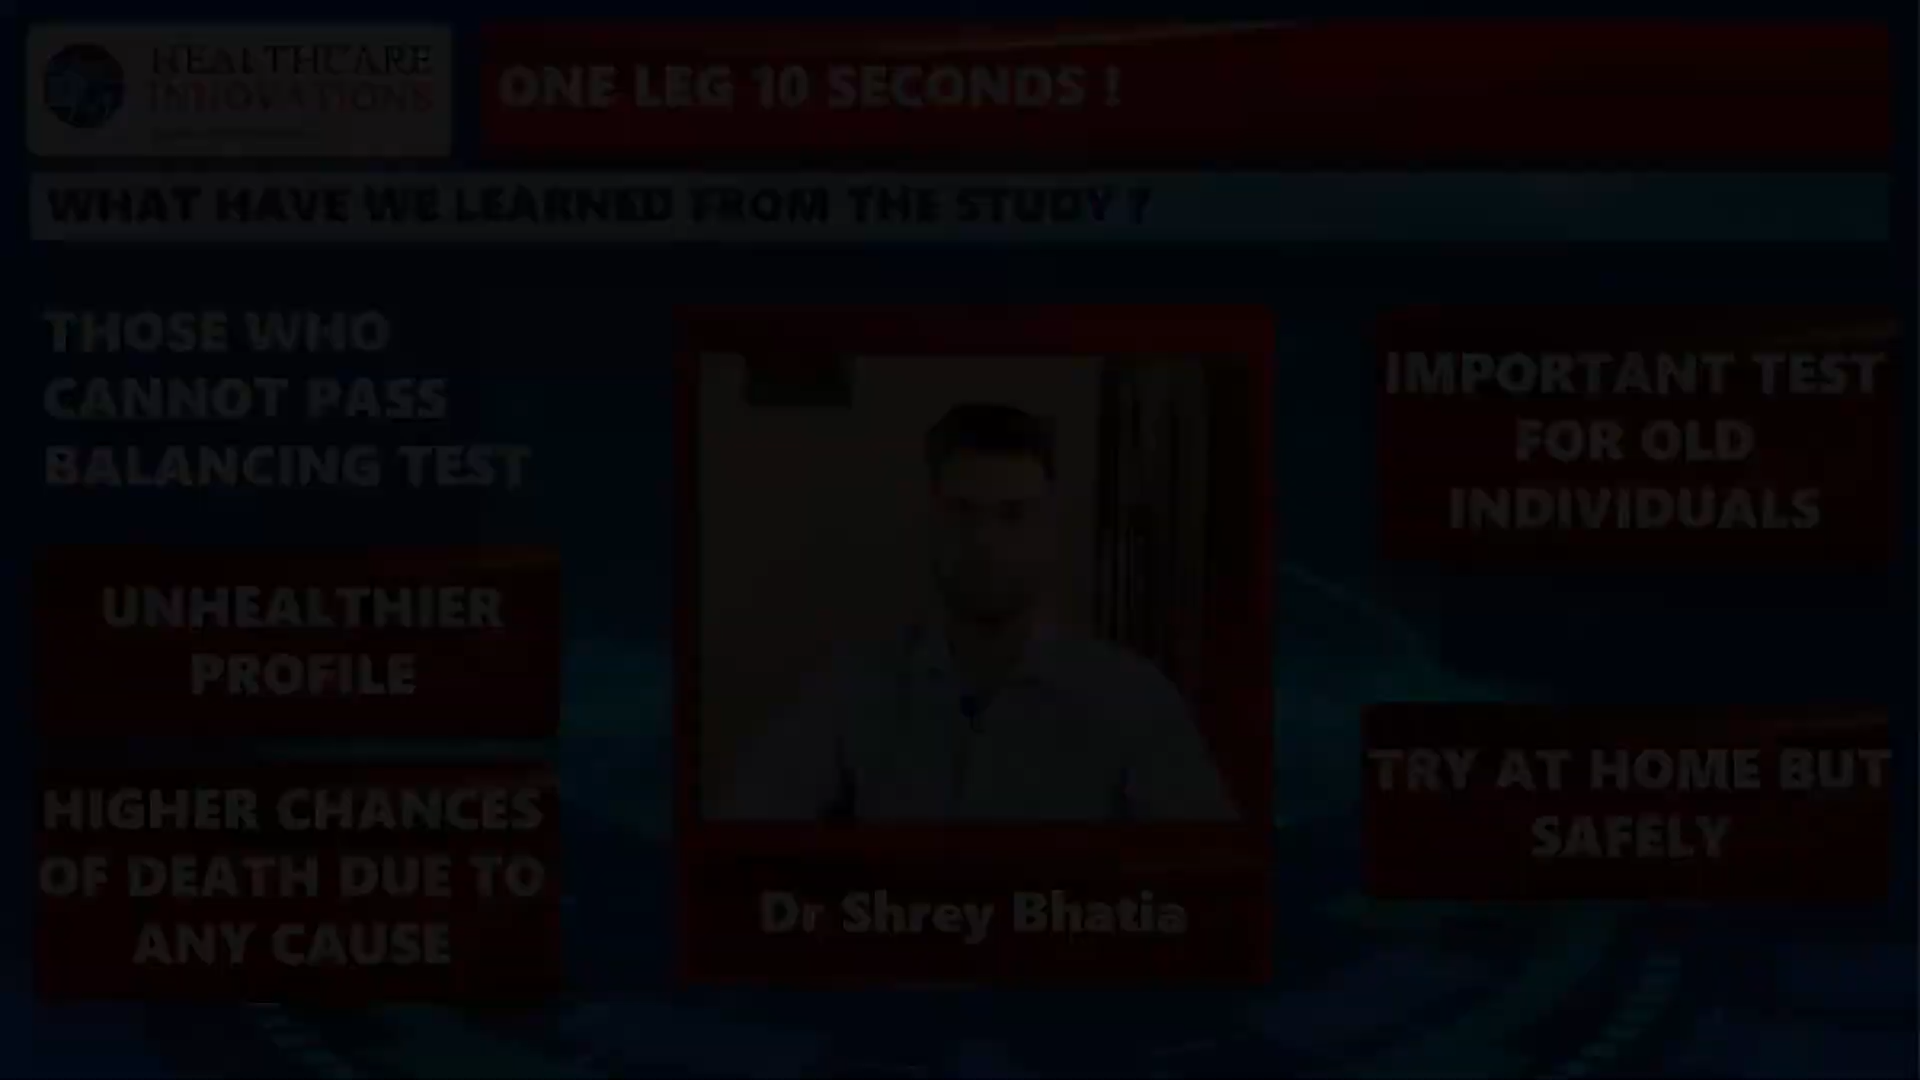 HEALTHCARE
INNOVATIONS
ONE LEG 10 SECONDS !
WHAT HAVE WE LEARNED FROM THE STUDY ?
THOSE WHO
CANNOT PASS
BALANCING TEST
UNHEALTHIER
PROFILE
HIGHER CHANCES
OF DEATH DUE TO
ANY CAUSE
Dr Shrey Bhatia
IMPORTANT TEST
FOR OLD
INDIVIDUALS
TRY AT HOME BUT
SAFELY